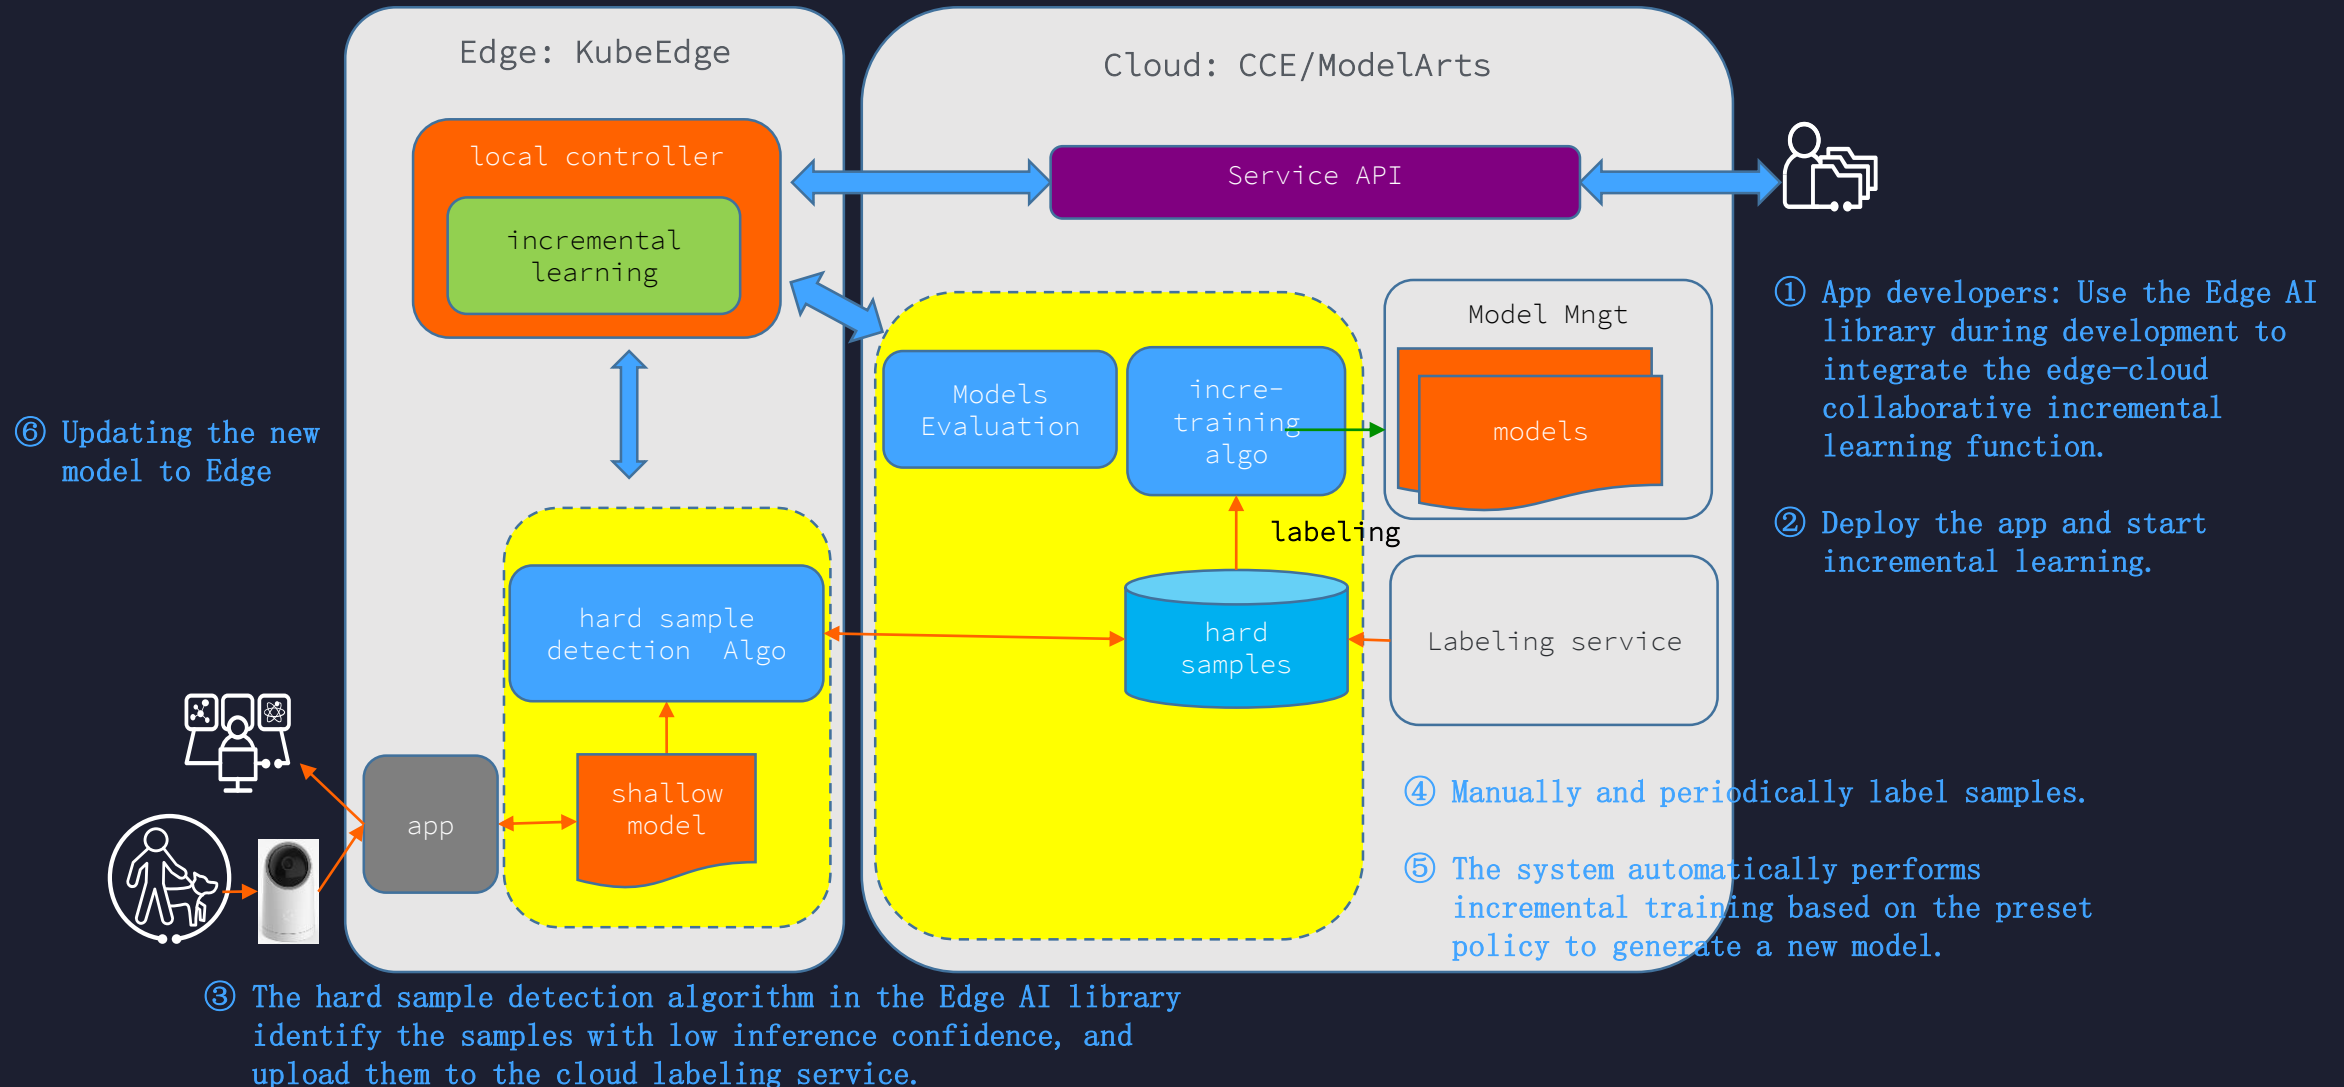 Edge: KubeEdge
Cloud: CCE/ModelArts
local controller
incremental
learning
Service API
Models
Evaluation
incre-
training
algo
Model Mngt
models
labeling
hard sample
detection  Algo
hard
samples
Labeling service
shallow
model
app
① App developers: Use the Edge AI
library during development to
integrate the edge-cloud
collaborative incremental
learning function.
② Deploy the app and start
incremental learning.
③ The hard sample detection algorithm in the Edge AI library
identify the samples with low inference confidence, and
upload them to the cloud labeling service.
④ Manually and periodically label samples.
⑤ The system automatically performs
incremental training based on the preset
policy to generate a new model.
⑥ Updating the new
model to Edge